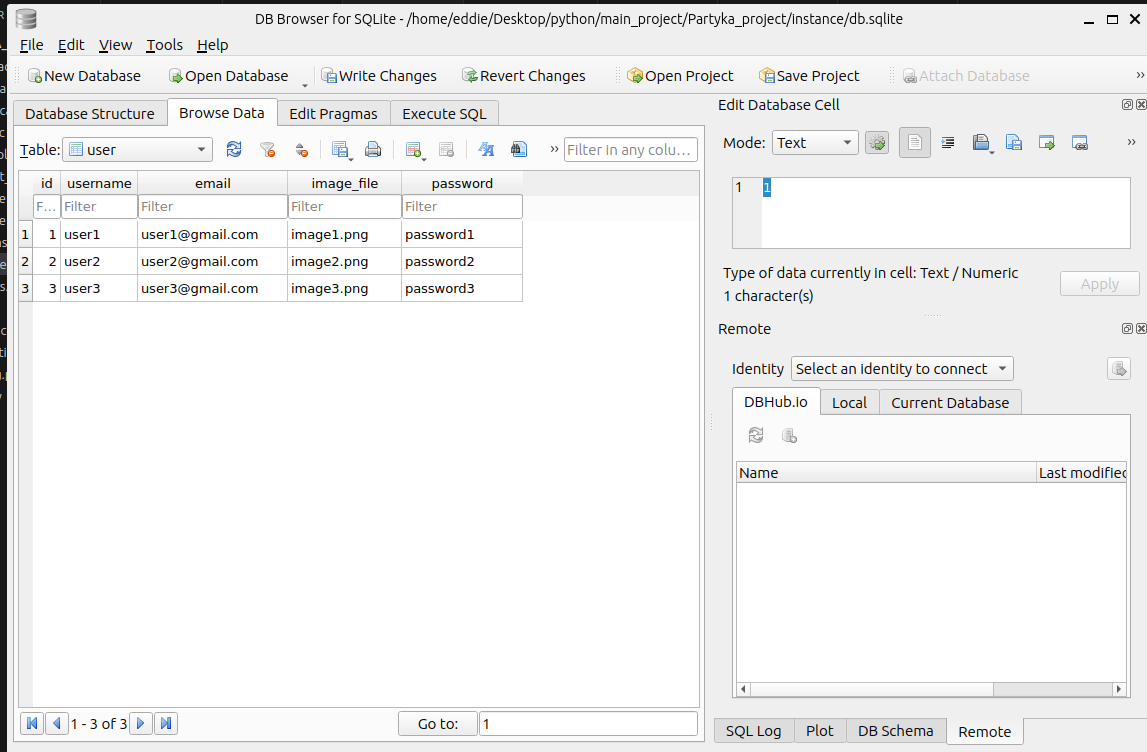 DB Browser for SQLite - /home/eddie/Desktop/python/main_project/Partyka_project/instance/db.sqlite
File Edit View Tools Help
New Database Open Database Write Changes Revert Changes Open Project Save Project Attach Database »
Database Structure Browse Data Edit Pragmas Execute SQL
Table: user » Filter in any colu...
id username email image_file password
F... Filter Filter Filter Filter
1 1 user1 user1@gmail.com image1.png password1
2 2 user2 user2@gmail.com image2.png password2
3 3 user3 user3@gmail.com image3.png password3
1 - 3 of 3 Go to: 1
Edit Database Cell
Mode: Text »
1 1
Type of data currently in cell: Text / Numeric
1 character(s)
Apply
Remote
Identity Select an identity to connect
DBHub.io Local Current Database
Name Last modified
SQL Log Plot DB Schema Remote